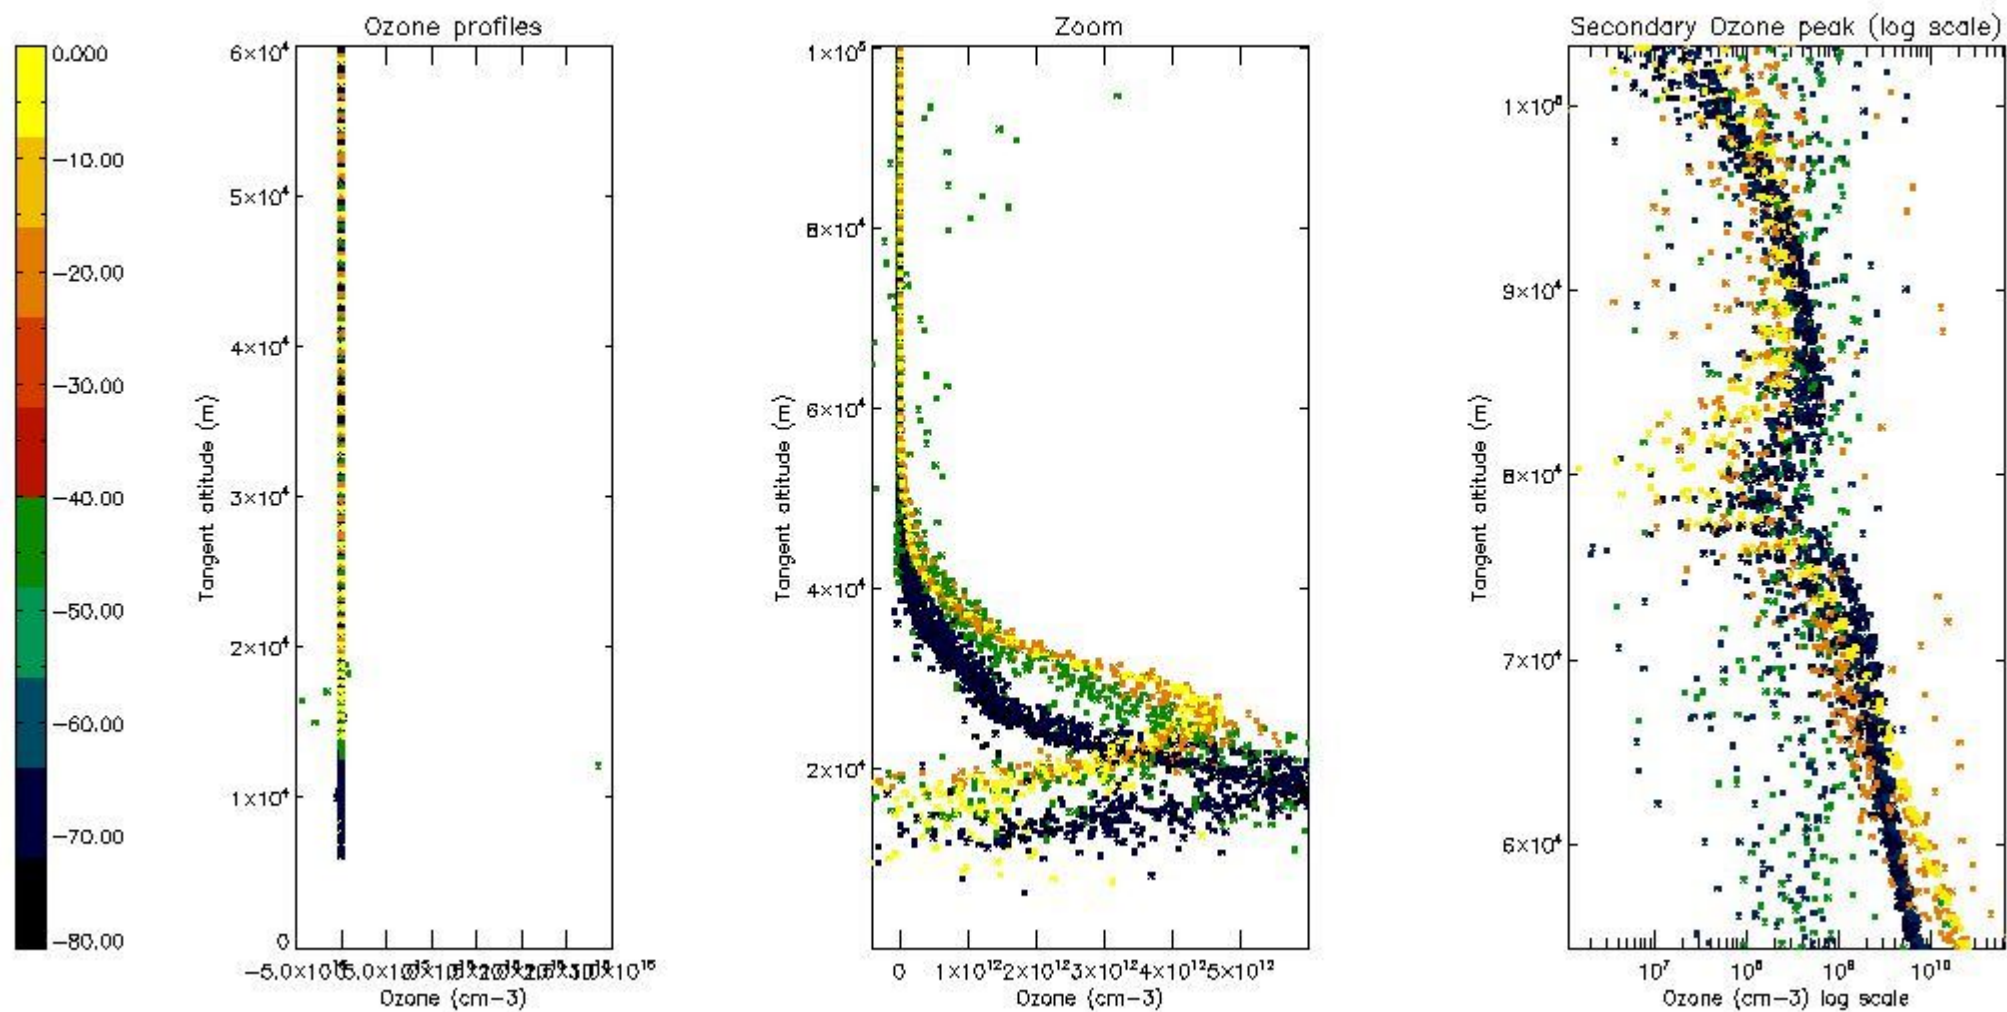 Ozone profiles
Zoom
Secondary Ozone peak (log scale)
0.000
−10.00
−20.00
−30.00
−40.00
−50.00
−60.00
−70.00
−80.00
6×10⁴
5×10⁴
4×10⁴
3×10⁴
2×10⁴
1×10⁴
0
Tangent altitude (m)
Ozone (cm−3)
1×10⁵
8×10⁴
6×10⁴
4×10⁴
2×10⁴
Tangent altitude (m)
0 1×10¹² 2×10¹² 3×10¹² 4×10¹² 5×10¹²
Ozone (cm−3)
9×10⁴
8×10⁴
7×10⁴
6×10⁴
Tangent altitude (m)
10⁷ 10⁸ 10⁹ 10¹⁰
Ozone (cm−3) log scale